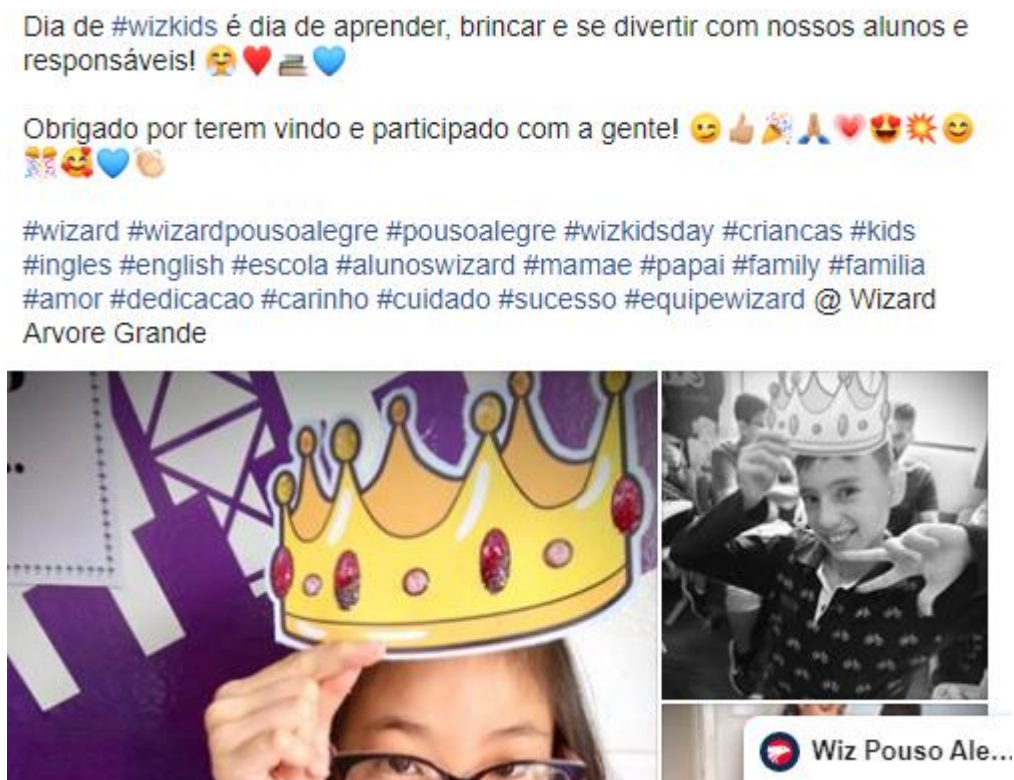 Dia de #wizkids é dia de aprender, brincar e se divertir com nossos alunos e
responsáveis! 😤❤️📚💙
Obrigado por terem vindo e participado com a gente! 😉👍🏼🎉🙏🏽💗😍💥😊
🎊🥰💙👏🏻
#wizard #wizardpousoalegre #pousoalegre #wizkidsday #criancas #kids
#ingles #english #escola #alunoswizard #mamae #papai #family #familia
#amor #dedicacao #carinho #cuidado #sucesso #equipewizard @ Wizard
Arvore Grande
Wiz Pouso Ale...